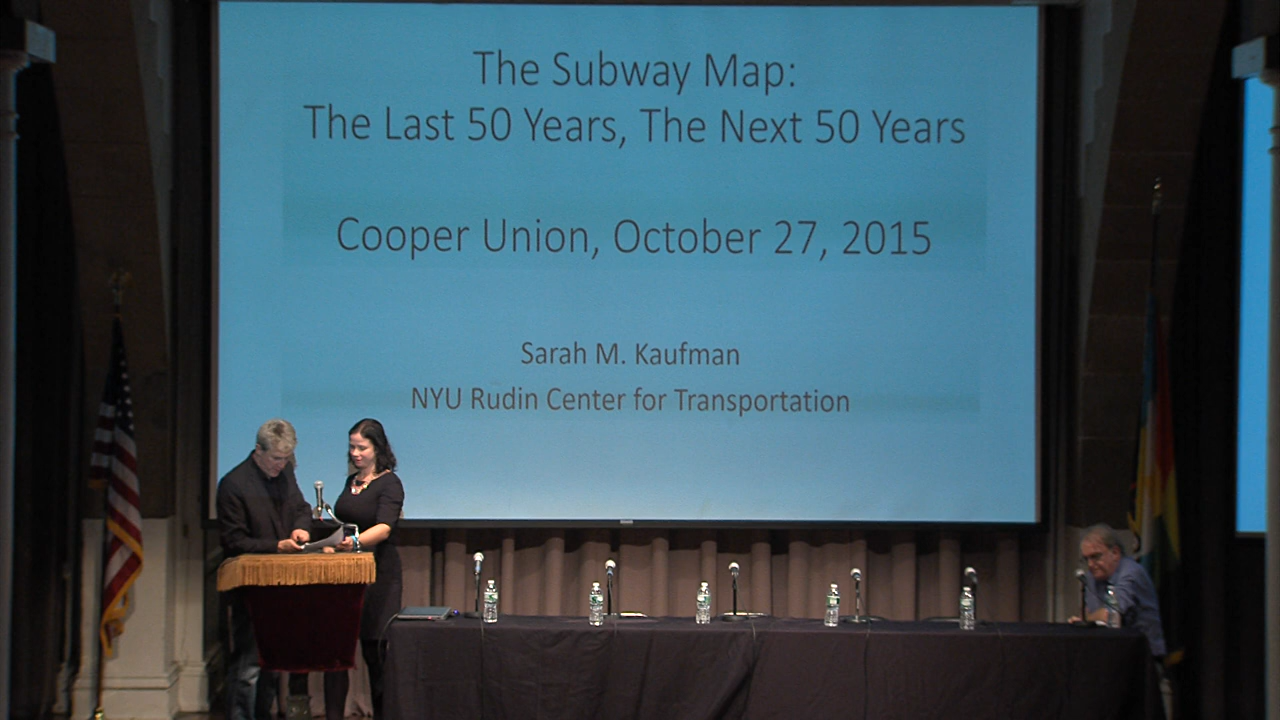 The Subway Map:
The Last 50 Years, The Next 50 Years
Cooper Union, October 27, 2015
Sarah M. Kaufman
NYU Rudin Center for Transportation